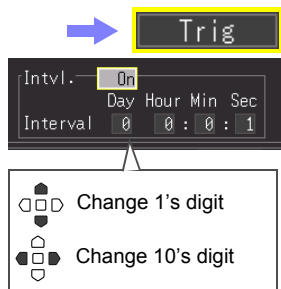 Trig
Intvl. On
Day Hour Min Sec
Interval 0 0 : 0 : 1
Change 1's digit
Change 10's digit